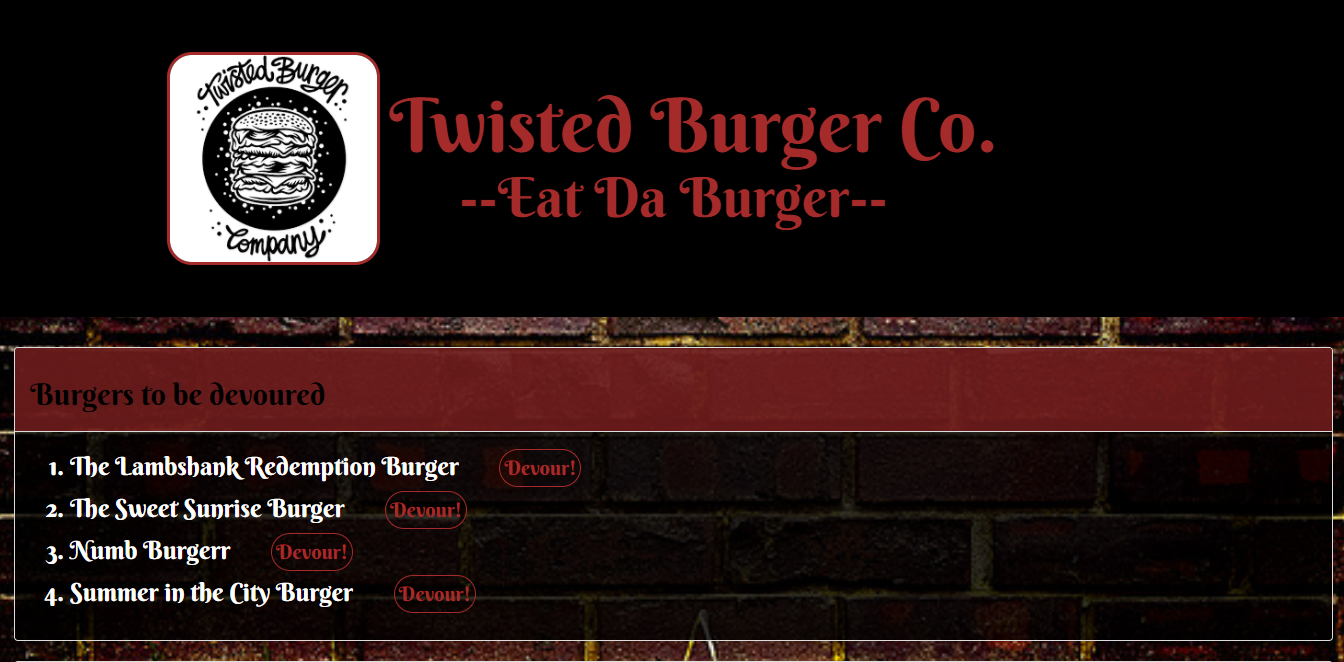 Twisted Burger
Company
Twisted Burger Co.
--Eat Da Burger--
Burgers to be devoured
1. The Lambshank Redemption Burger Devour!
2. The Sweet Sunrise Burger Devour!
3. Numb Burgerr Devour!
4. Summer in the City Burger Devour!